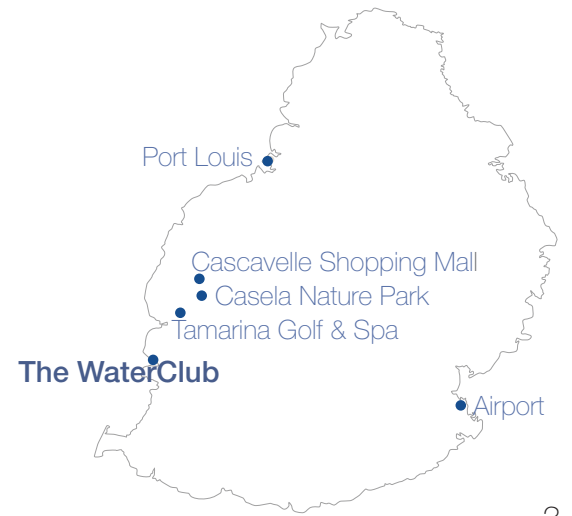 Port Louis
Cascavelle Shopping Mall
Casela Nature Park
Tamarina Golf & Spa
The WaterClub
Airport